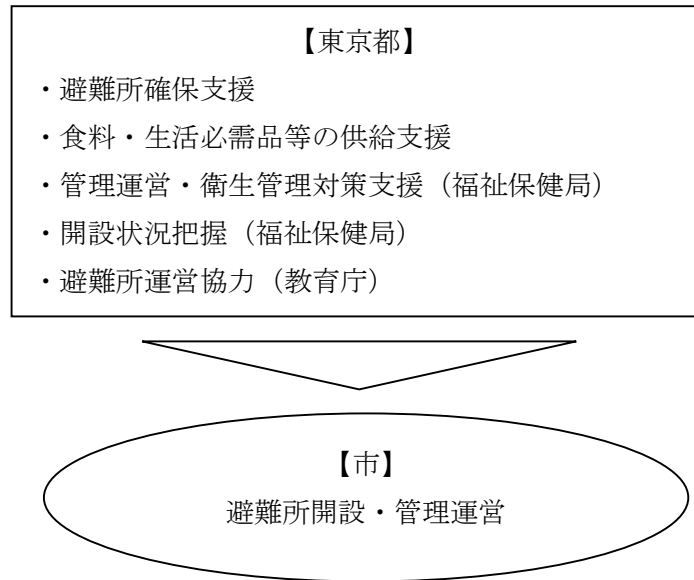 【東京都】
・避難所確保支援
・食料・生活必需品等の供給支援
・管理運営・衛生管理対策支援（福祉保健局）
・開設状況把握（福祉保健局）
・避難所運営協力（教育庁）
【市】
避難所開設・管理運営